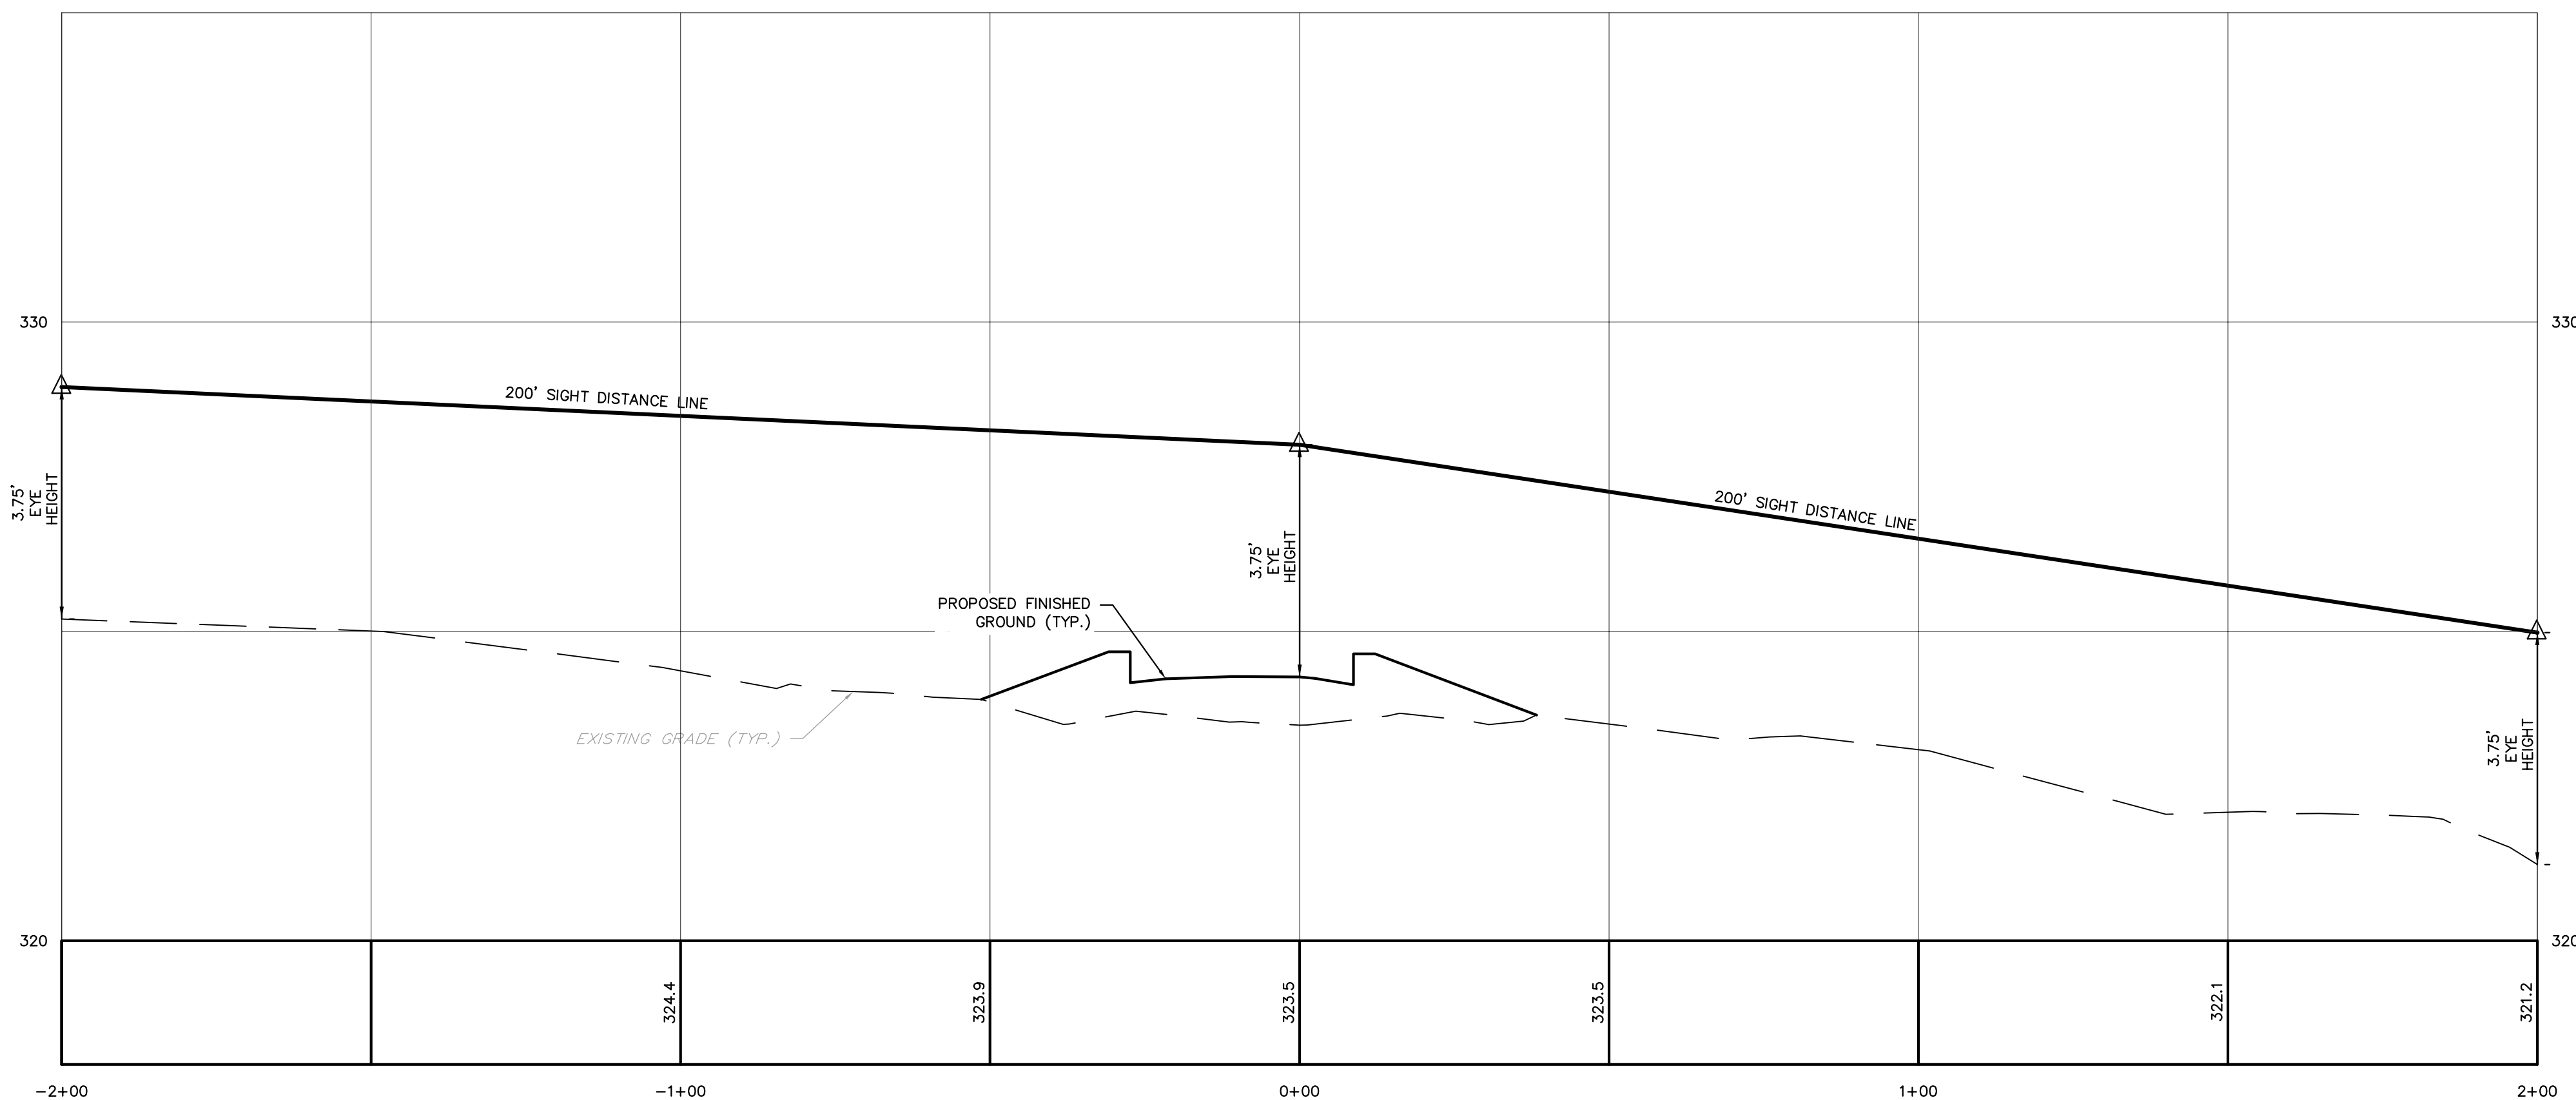 330
330
200' SIGHT DISTANCE LINE
3.75'
EYE
HEIGHT
200' SIGHT DISTANCE LINE
3.75'
EYE
HEIGHT
PROPOSED FINISHED
GROUND (TYP.)
EXISTING GRADE (TYP.)
3.75'
EYE
HEIGHT
320
320
324.4
323.9
323.5
323.5
322.1
321.2
-2+00
-1+00
0+00
1+00
2+00